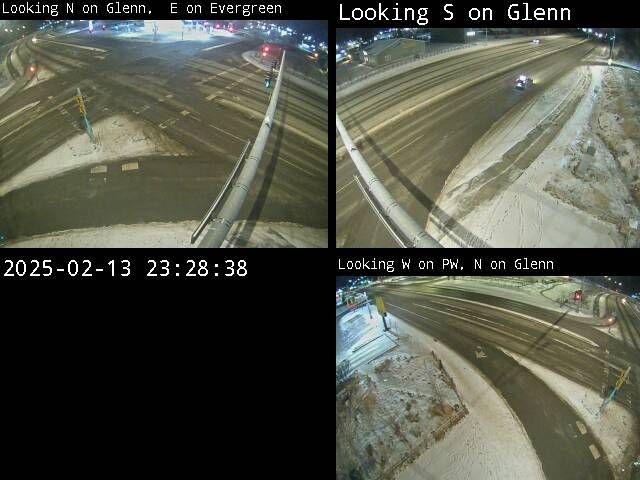 Looking N on Glenn,  E on Evergreen
Looking S on Glenn
2025-02-13 23:28:38
Looking W on PW, N on Glenn